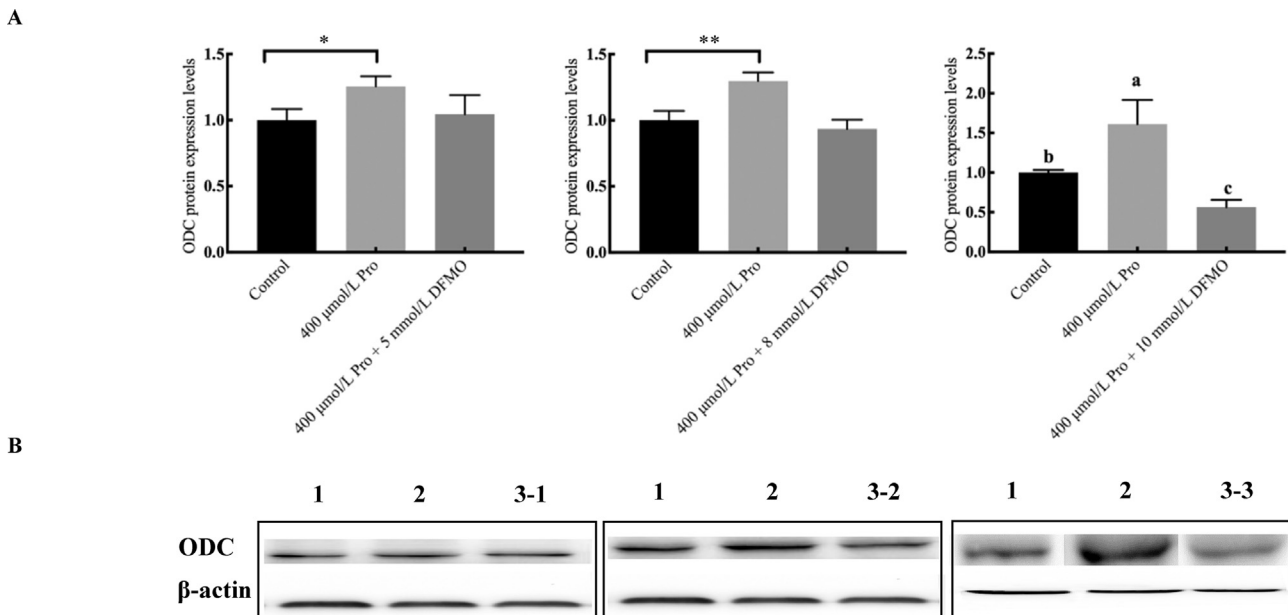 A
*
1.5
1.0
0.5
0.0
ODC protein expression levels
Control
400 μmol/L Pro
400 μmol/L Pro + 5 mmol/L DFMO
**
1.5
1.0
0.5
0.0
ODC protein expression levels
Control
400 μmol/L Pro
400 μmol/L Pro + 8 mmol/L DFMO
2.5
2.0
1.5
1.0
0.5
0.0
ODC protein expression levels
b
a
c
Control
400 μmol/L Pro
400 μmol/L Pro + 10 mmol/L DFMO
B
1 2 3-1 1 2 3-2 1 2 3-3
ODC
β-actin